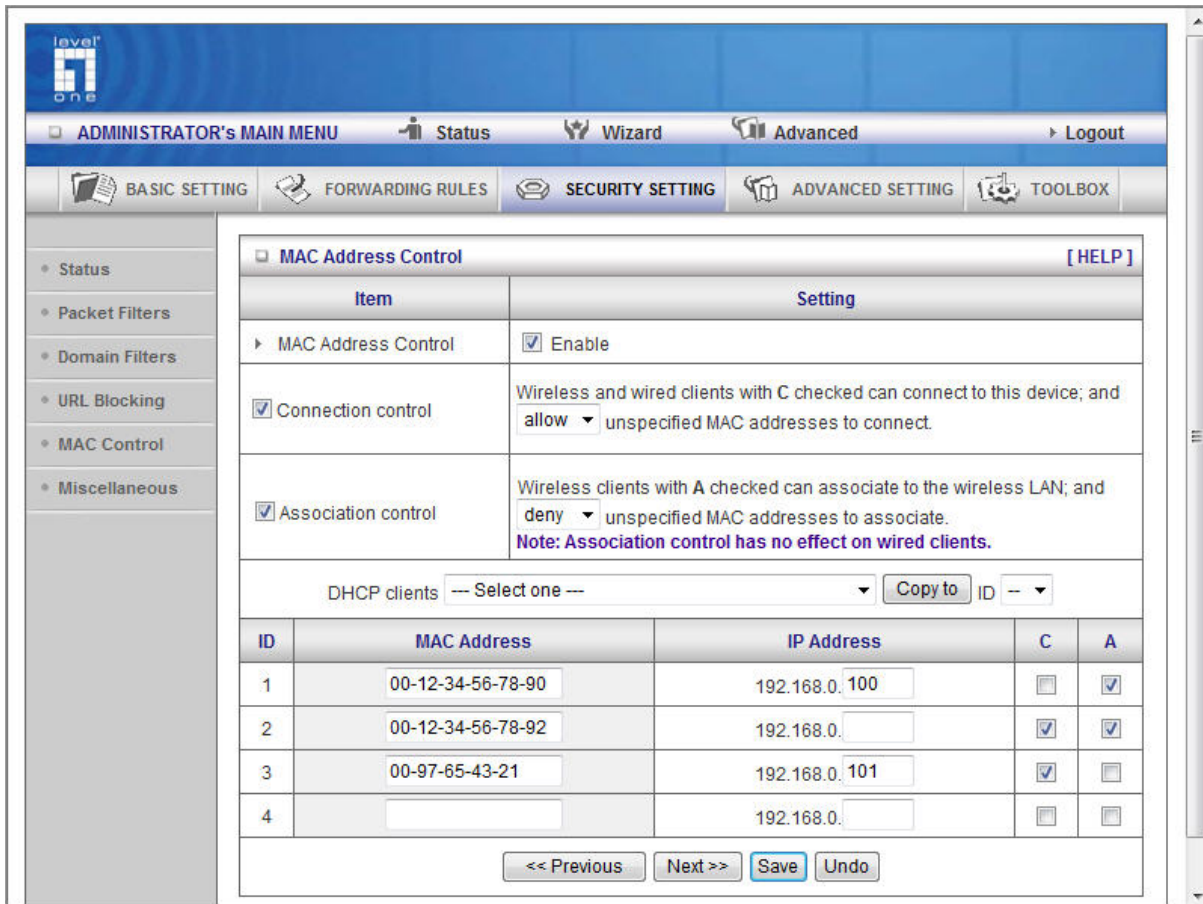 level
one
ADMINISTRATOR's MAIN MENU Status Wizard Advanced Logout
BASIC SETTING FORWARDING RULES SECURITY SETTING ADVANCED SETTING TOOLBOX
Status
Packet Filters
Domain Filters
URL Blocking
MAC Control
Miscellaneous
MAC Address Control [ HELP ]
Item Setting
MAC Address Control Enable
Connection control
Wireless and wired clients with C checked can connect to this device; and
allow unspecified MAC addresses to connect.
Association control
Wireless clients with A checked can associate to the wireless LAN; and
deny unspecified MAC addresses to associate.
Note: Association control has no effect on wired clients.
DHCP clients --- Select one --- Copy to ID --
ID MAC Address IP Address C A
1 00-12-34-56-78-90 192.168.0.100
2 00-12-34-56-78-92 192.168.0.
3 00-97-65-43-21 192.168.0.101
4 192.168.0.
<< Previous Next >> Save Undo